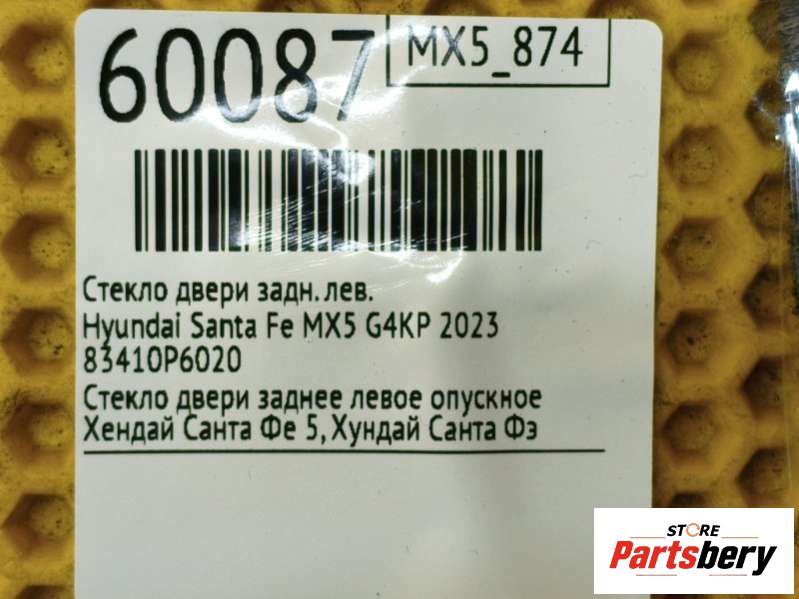 60087
MX5_874
Стекло двери задн. лев.
Hyundai Santa Fe MX5 G4KP 2023
83410P6020
Стекло двери заднее левое опускное
Хендай Санта Фе 5, Хундай Санта Фэ
STORE
Partsbery